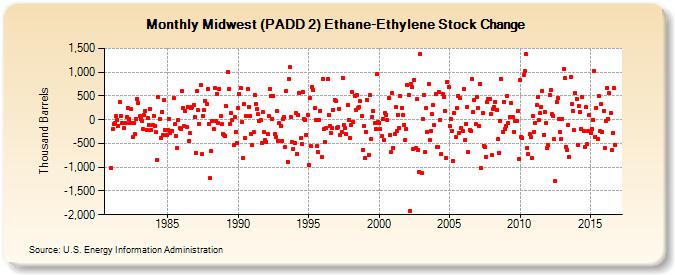 Monthly Midwest (PADD 2) Ethane-Ethylene Stock Change
Thousand Barrels
1,500
1,000
500
0
-500
-1,000
-1,500
-2,000
1985 1990 1995 2000 2005 2010 2015
Source: U.S. Energy Information Administration